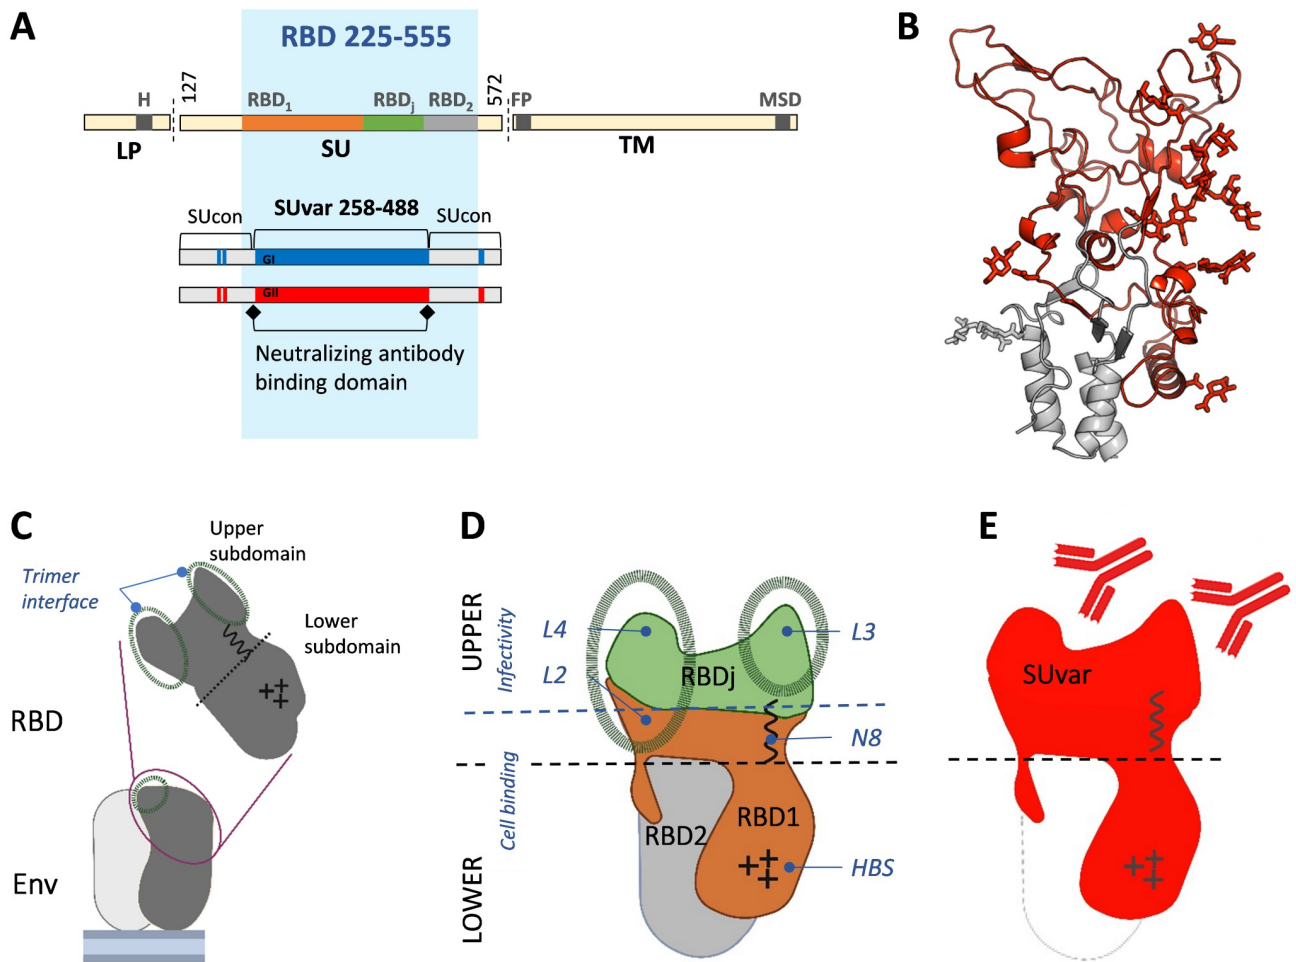 A
RBD 225-555
H
127
RBD1
RBDj
RBD2
572
FP
MSD
LP
SU
TM
SUcon
SUvar 258-488
SUcon
GI
GII
Neutralizing antibody
binding domain
B
C
Upper
subdomain
Trimer
interface
Lower
subdomain
RBD
Env
D
UPPER
Infectivity
L4
L3
L2
RBDj
N8
Cell binding
LOWER
RBD2
RBD1
HBS
E
SUvar